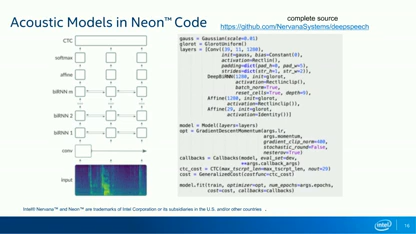 Acoustic Models in Neon™ Code
complete source
https://github.com/NervanaSystems/deepspeech
CTC
softmax
affine
biRNN m
biRNN 2
biRNN 1
conv
input
gauss = Gaussian(scale=0.01)
glorot = GlorotUniform()
layers = [Conv((39, 11, 1200),
init=gauss, bias=Constant(0),
activation=Rectlin(),
padding=dict(pad_h=0, pad_w=5),
strides=dict(str_h=1, str_w=2)),
DeepBiRNN(1200, init=glorot,
activation=Rectlinclip(),
batch_norm=True,
reset_cells=True, depth=9),
Affine(1200, init=glorot,
activation=Rectlinclip()),
Affine(29, init=glorot,
activation=Identity())]
model = Model(layers=layers)
opt = GradientDescentMomentum(args.lr,
args.momentum,
gradient_clip_norm=400,
stochastic_round=False,
nesterov=True)
callbacks = Callbacks(model, eval_set=dev,
**args.callback_args)
ctc_cost = CTC(max_tscrpt_len=max_tscrpt_len, nout=29)
cost = GeneralizedCost(costfunc=ctc_cost)
model.fit(train, optimizer=opt, num_epochs=args.epochs,
cost=cost, callbacks=callbacks)
Intel® Nervana™ and Neon™ are trademarks of Intel Corporation or its subsidiaries in the U.S. and/or other countries .
intel